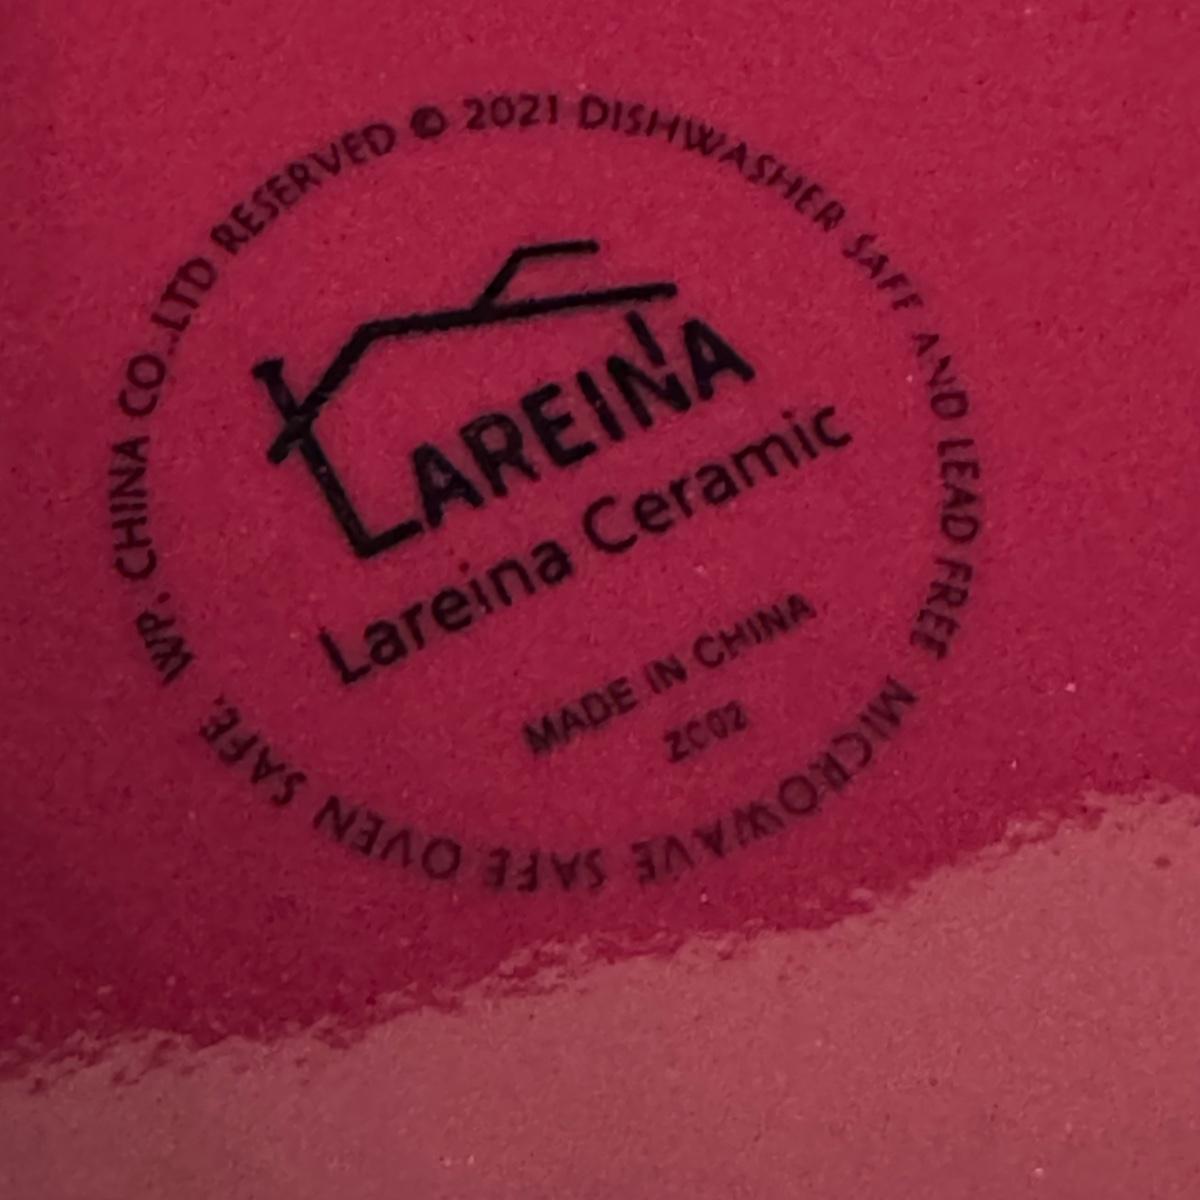 WP. CHINA CO.,LTD RESERVED © 2021 DISHWASHER SAFE AND LEAD FREE MICROWAVE SAFE OVEN SAFE.
LAREINA
Lareina Ceramic
MADE IN CHINA
ZC02